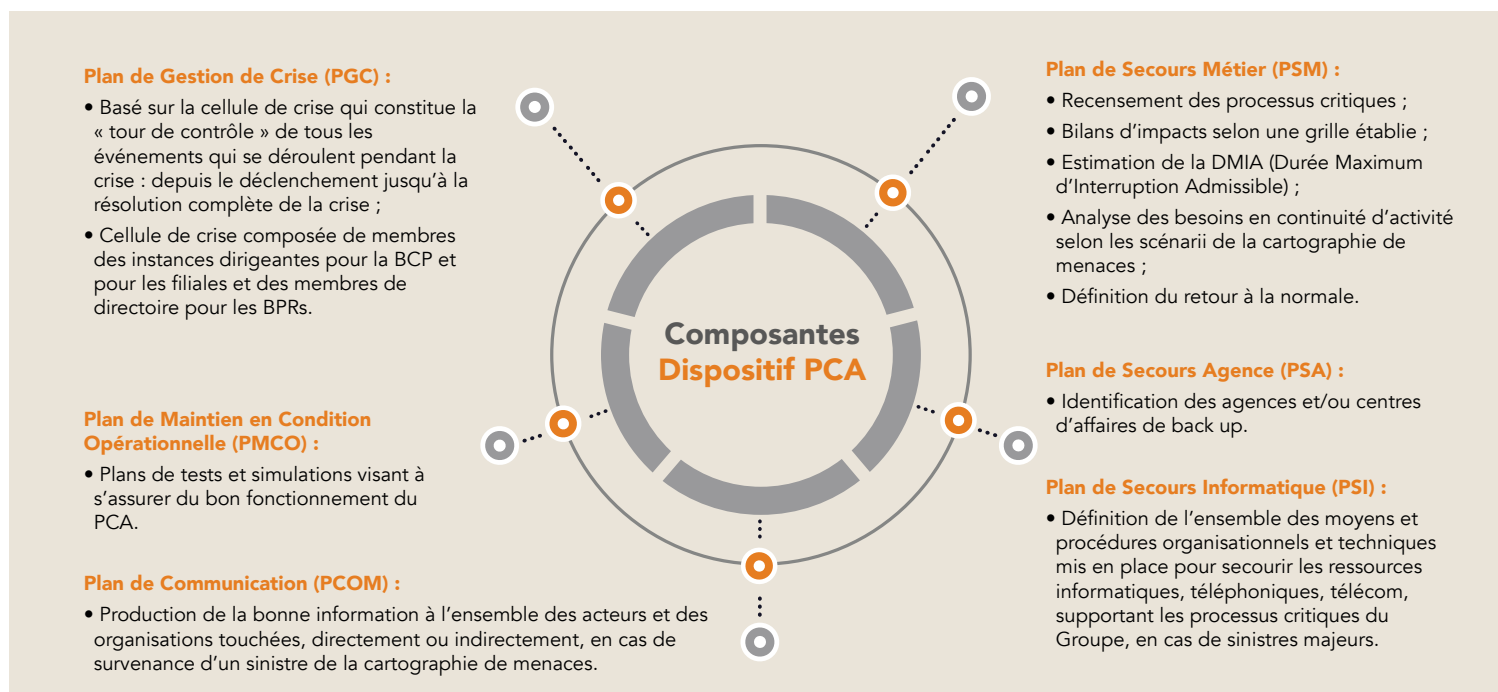 Plan de Gestion de Crise (PGC) :
• Basé sur la cellule de crise qui constitue la
« tour de contrôle » de tous les
événements qui se déroulent pendant la
crise : depuis le déclenchement jusqu'à la
résolution complète de la crise ;
• Cellule de crise composée de membres
des instances dirigeantes pour la BCP et
pour les filiales et des membres de
directoire pour les BPRs.
Plan de Maintien en Condition
Opérationnelle (PMCO) :
• Plans de tests et simulations visant à
s'assurer du bon fonctionnement du
PCA.
Plan de Communication (PCOM) :
• Production de la bonne information à l'ensemble des acteurs et des
organisations touchées, directement ou indirectement, en cas de
survenance d'un sinistre de la cartographie de menaces.
Composantes
Dispositif PCA
Plan de Secours Métier (PSM) :
• Recensement des processus critiques ;
• Bilans d'impacts selon une grille établie ;
• Estimation de la DMIA (Durée Maximum
d'Interruption Admissible) ;
• Analyse des besoins en continuité d'activité
selon les scénarii de la cartographie de
menaces ;
• Définition du retour à la normale.
Plan de Secours Agence (PSA) :
• Identification des agences et/ou centres
d'affaires de back up.
Plan de Secours Informatique (PSI) :
• Définition de l'ensemble des moyens et
procédures organisationnels et techniques
mis en place pour secourir les ressources
informatiques, téléphoniques, télécom,
supportant les processus critiques du
Groupe, en cas de sinistres majeurs.